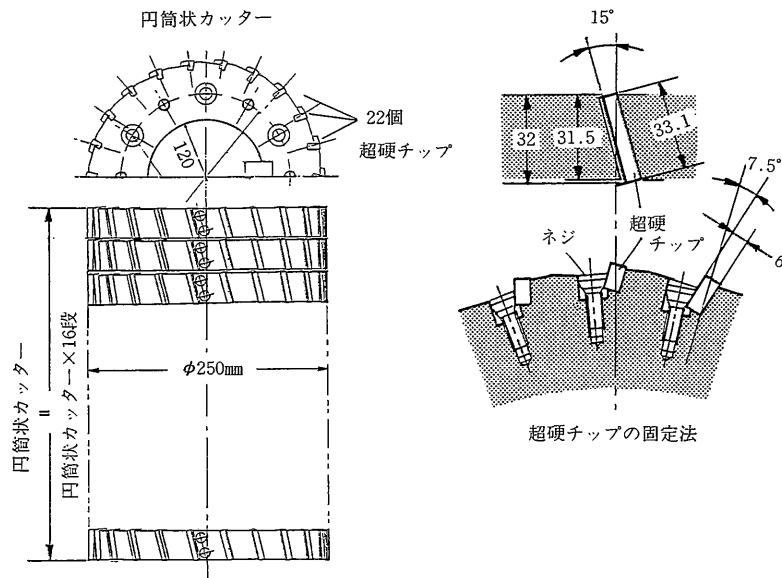 円筒状カッター
120
22個
超硬チップ
円筒状カッター
=
円筒状カッター×16段
φ250mm
15°
32
31.5
33.1
7.5°
6
超硬
チップ
ネジ
超硬チップの固定法